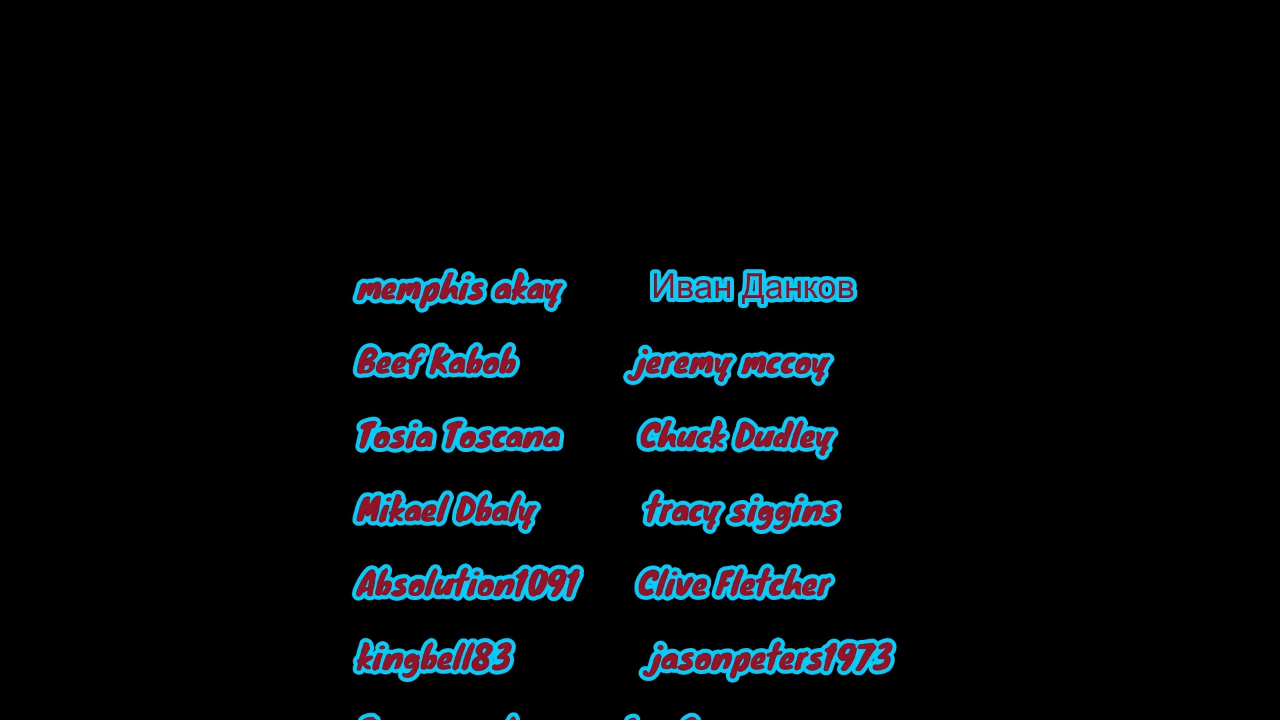 memphis akay Иван Данков
Beef Kabob jeremy mccoy
Tosia Toscana Chuck Dudley
Mikael Dbaly tracy siggins
Absolution1091 Clive Fletcher
kingbell83 jasonpeters1973